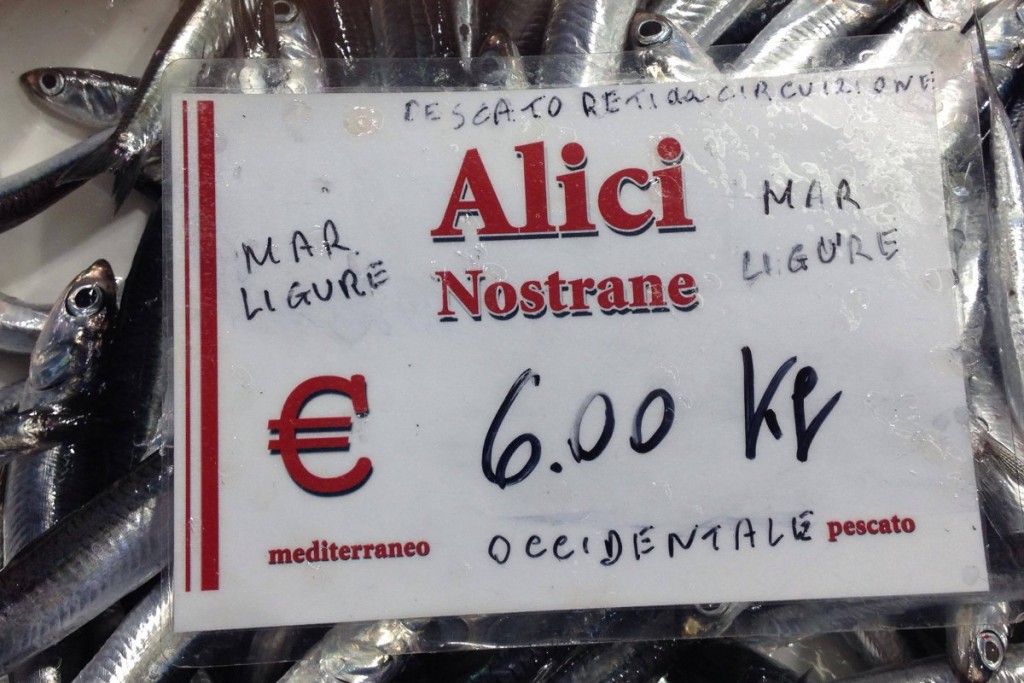 PESCATO RETI da CIRCUIZIONE
Alici
Nostrane
MAR
LIGURE
MAR
LIGURE
€ 6.00 Kg
mediterraneo OCCIDENTALE pescato